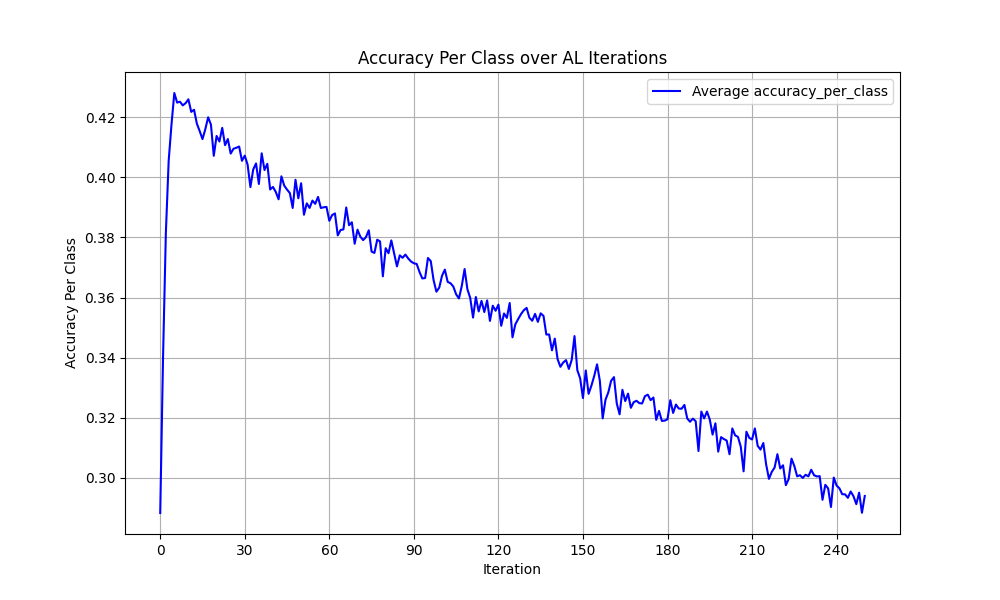 Accuracy Per Class over AL Iterations
Average accuracy_per_class
Accuracy Per Class
0.42
0.40
0.38
0.36
0.34
0.32
0.30
0 30 60 90 120 150 180 210 240
Iteration